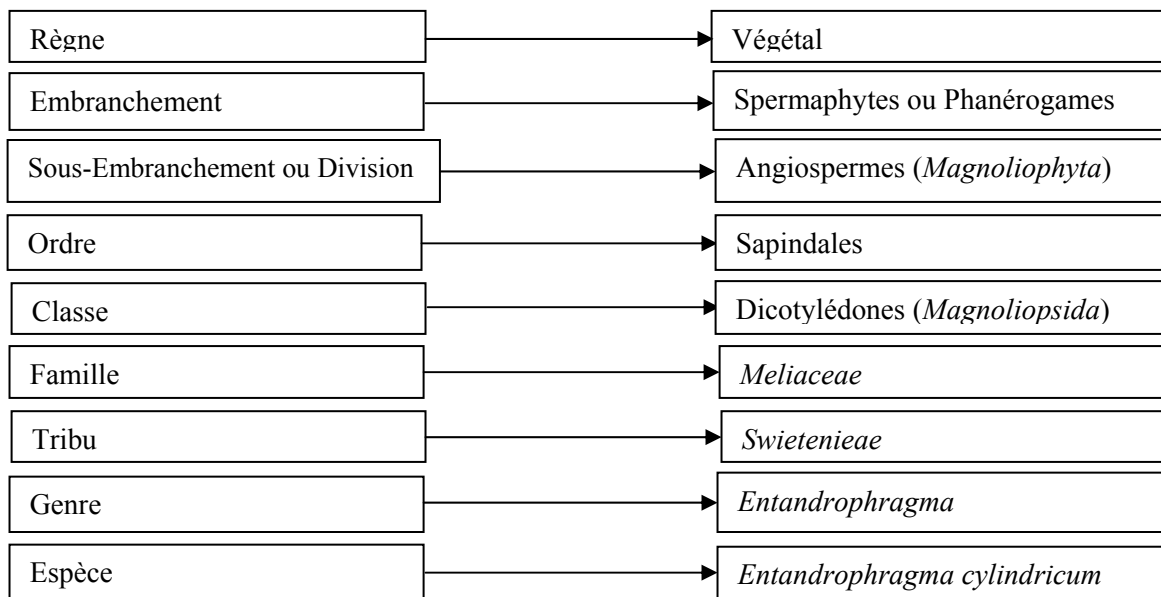 Règne Végétal
Embranchement Spermaphytes ou Phanérogames
Sous-Embranchement ou Division Angiospermes (Magnoliophyta)
Ordre Sapindales
Classe Dicotylédones (Magnoliopsida)
Famille Meliaceae
Tribu Swietenieae
Genre Entandrophragma
Espèce Entandrophragma cylindricum